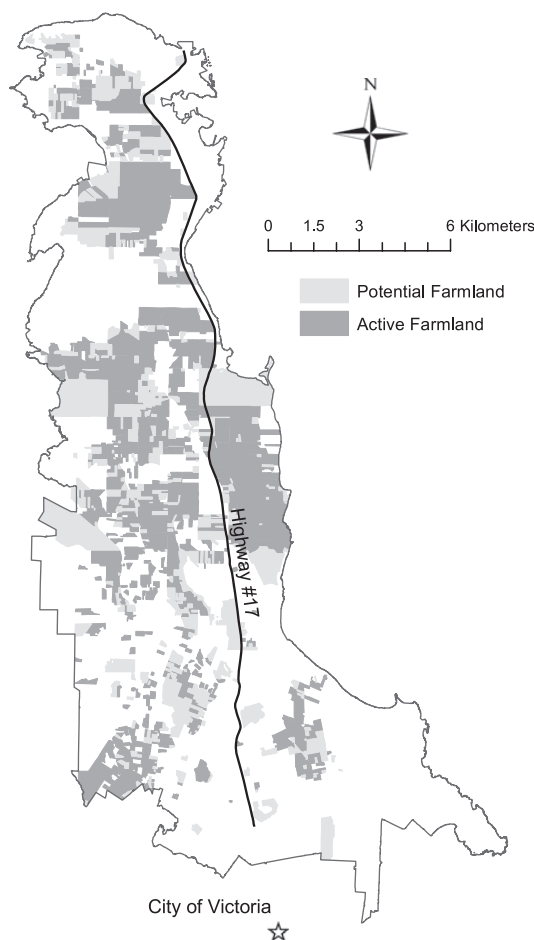 N
0 1.5 3 6 Kilometers
Potential Farmland
Active Farmland
Highway #17
City of Victoria